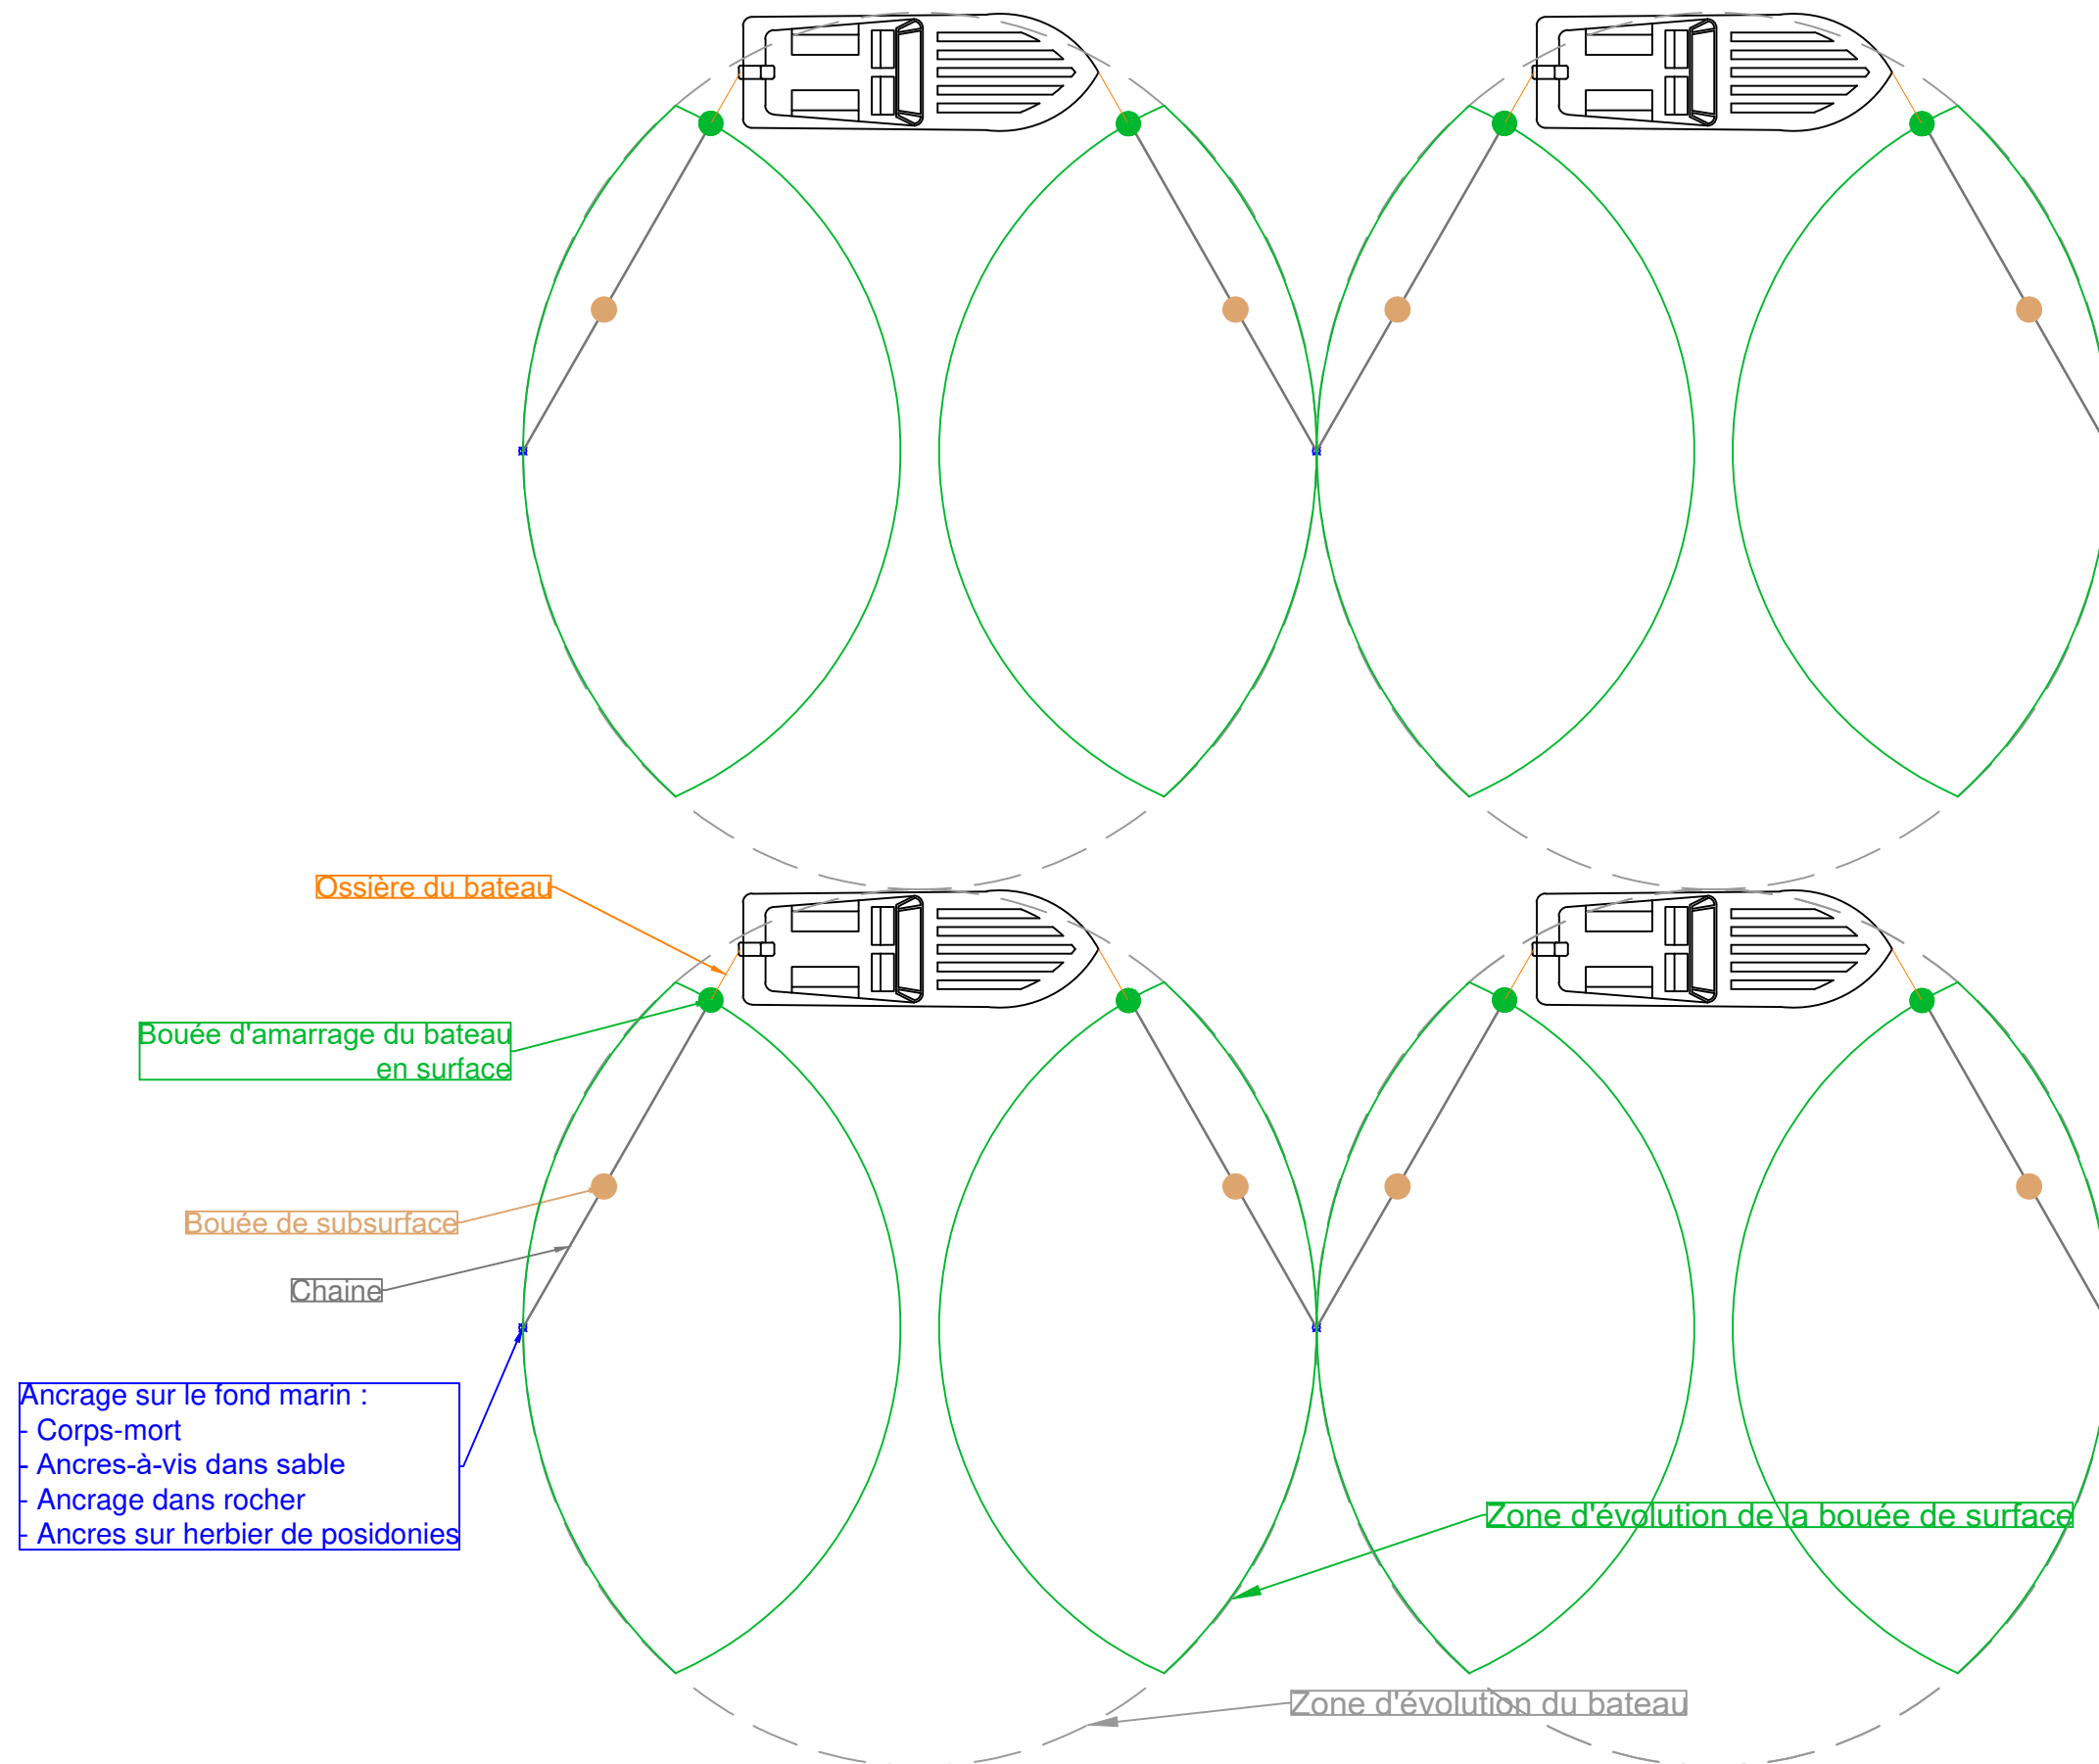 Ossière du bateau
Bouée d'amarrage du bateau
en surface
Bouée de subsurface
Chaine
Ancrage sur le fond marin :
- Corps-mort
- Ancres-à-vis dans sable
- Ancrage dans rocher
- Ancres sur herbier de posidonies
Zone d'évolution de la bouée de surface
Zone d'évolution du bateau